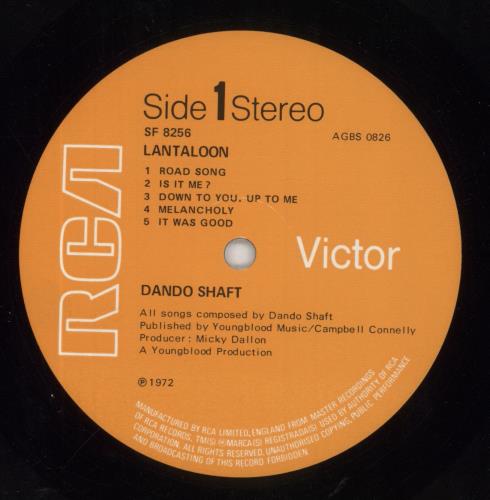 Side 1 Stereo
SF 8256
AGBS 0826
LANTALOON
1 ROAD SONG
2 IS IT ME?
3 DOWN TO YOU. UP TO ME
4 MELANCHOLY
5 IT WAS GOOD
RCA
Victor
DANDO SHAFT
All songs composed by Dando Shaft
Published by Youngblood Music/Campbell Connelly
Producer: Micky Dallon
A Youngblood Production
℗ 1972
MANUFACTURED BY RCA LIMITED, ENGLAND FROM MASTER RECORDINGS
OF RCA RECORDS, TM(S) ® MARCA(S) REGISTRADA(S) USED BY AUTHORITY OF RCA
CORPORATION. ALL RIGHTS RESERVED. UNAUTHORISED COPYING, PUBLIC PERFORMANCE
AND BROADCASTING OF THIS RECORD FORBIDDEN